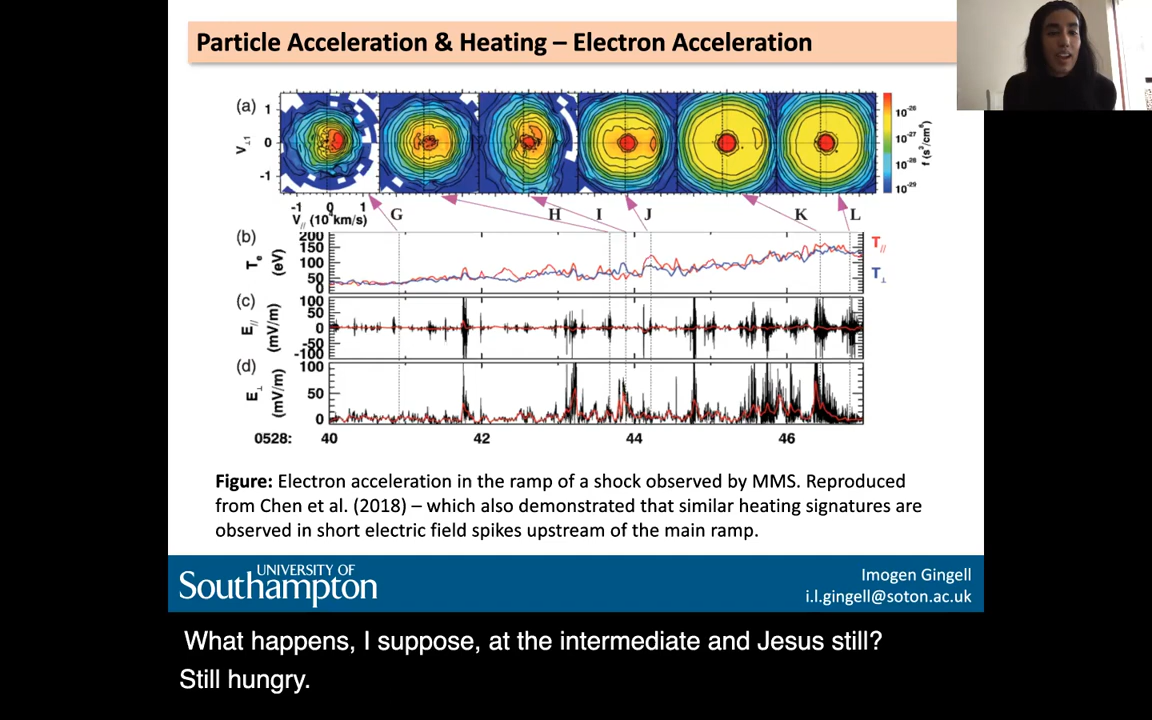 Particle Acceleration & Heating – Electron Acceleration
(a)
V⊥1
1
0
-1
10⁻²⁶
10⁻²⁷
10⁻²⁸
10⁻²⁹
f (s³/cm⁶)
-1 0 1
V// (10⁴km/s)
G H I J K L
(b)
Te (eV)
200
150
100
50
0
T//
T⊥
(c)
E// (mV/m)
100
50
0
-50
-100
(d)
E⊥ (mV/m)
100
50
0
0528: 40 42 44 46
Figure: Electron acceleration in the ramp of a shock observed by MMS. Reproduced
from Chen et al. (2018) – which also demonstrated that similar heating signatures are
observed in short electric field spikes upstream of the main ramp.
UNIVERSITY OF
Southampton
Imogen Gingell
i.l.gingell@soton.ac.uk
What happens, I suppose, at the intermediate and Jesus still?
Still hungry.